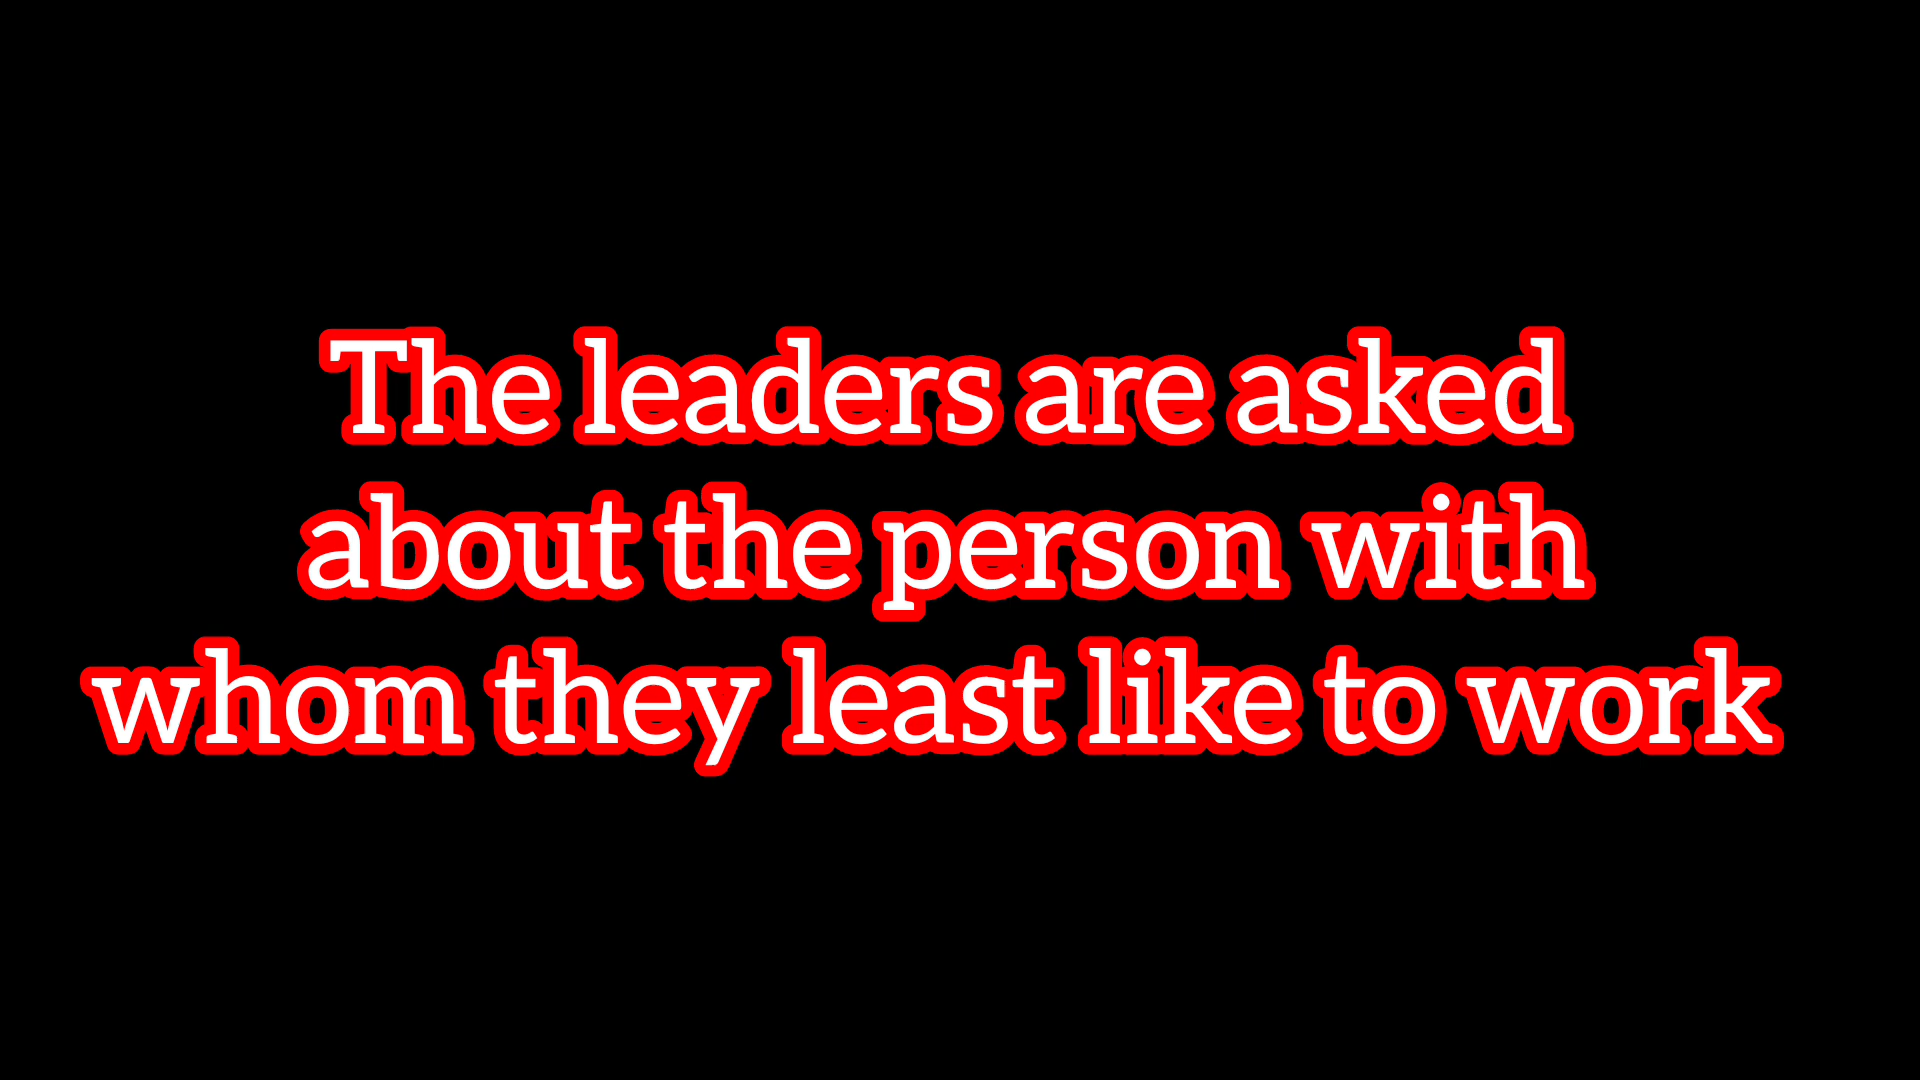 The leaders are asked
about the person with
whom they least like to work